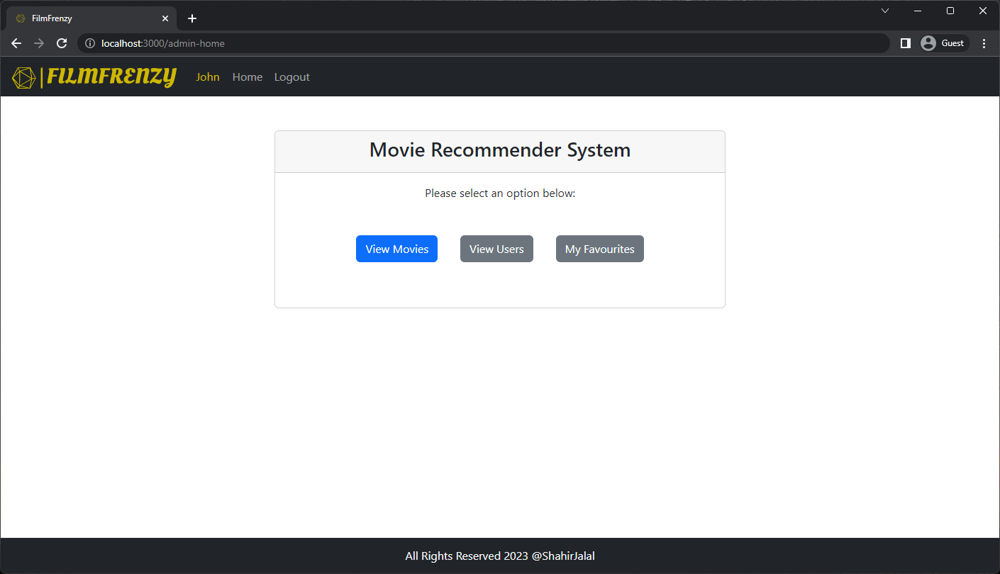 FilmFrenzy
localhost:3000/admin-home
Guest
FILMFRENZY John Home Logout
Movie Recommender System
Please select an option below:
View Movies View Users My Favourites
All Rights Reserved 2023 @ShahirJalal